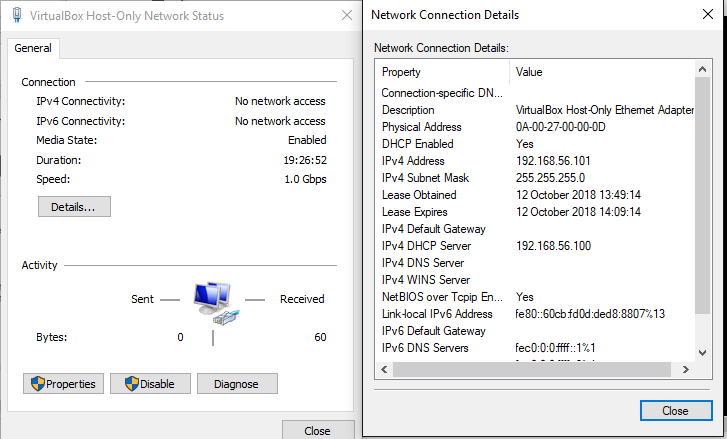 VirtualBox Host-Only Network Status
General
Connection
IPv4 Connectivity: No network access
IPv6 Connectivity: No network access
Media State: Enabled
Duration: 19:26:52
Speed: 1.0 Gbps
Details...
Activity
Sent Received
Bytes: 0 60
Properties Disable Diagnose
Close
Network Connection Details
Network Connection Details:
Property Value
Connection-specific DN...
Description VirtualBox Host-Only Ethernet Adapter
Physical Address 0A-00-27-00-00-0D
DHCP Enabled Yes
IPv4 Address 192.168.56.101
IPv4 Subnet Mask 255.255.255.0
Lease Obtained 12 October 2018 13:49:14
Lease Expires 12 October 2018 14:09:14
IPv4 Default Gateway
IPv4 DHCP Server 192.168.56.100
IPv4 DNS Server
IPv4 WINS Server
NetBIOS over Tcpip En... Yes
Link-local IPv6 Address fe80::60cb:fd0d:ded8:8807%13
IPv6 Default Gateway
IPv6 DNS Servers fec0:0:0:ffff::1%1
Close